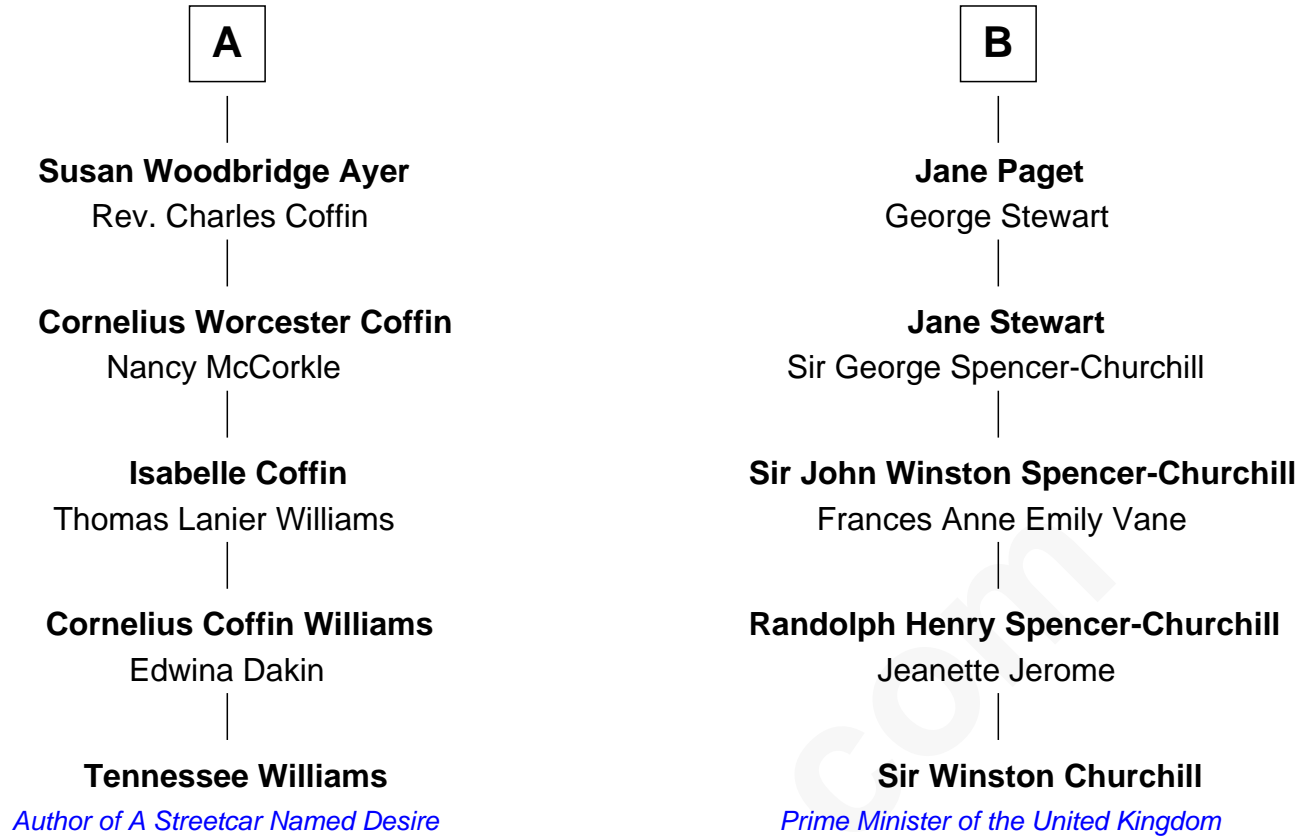 A
Susan Woodbridge Ayer
Rev. Charles Coffin
Cornelius Worcester Coffin
Nancy McCorkle
Isabelle Coffin
Thomas Lanier Williams
Cornelius Coffin Williams
Edwina Dakin
Tennessee Williams
Author of A Streetcar Named Desire
B
Jane Paget
George Stewart
Jane Stewart
Sir George Spencer-Churchill
Sir John Winston Spencer-Churchill
Frances Anne Emily Vane
Randolph Henry Spencer-Churchill
Jeanette Jerome
Sir Winston Churchill
Prime Minister of the United Kingdom
com